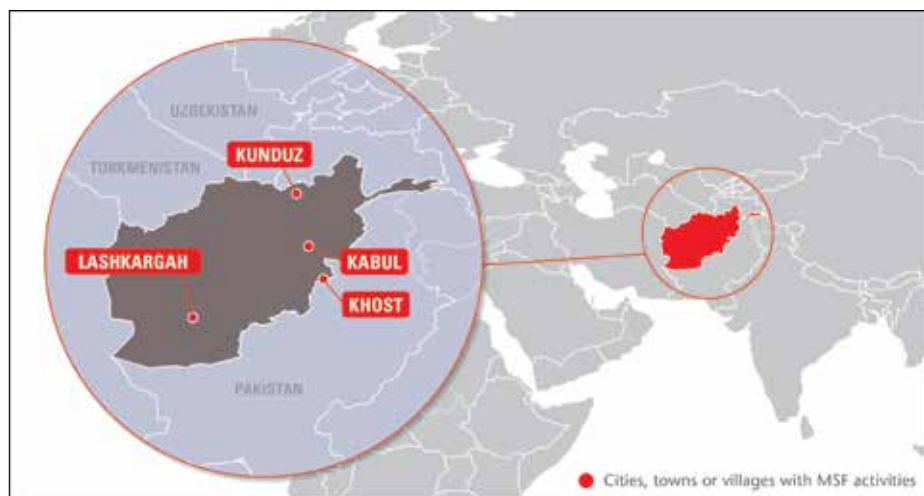 UZBEKISTAN
KUNDUZ
TURKMENISTAN
LASHKARGAH
KABUL
KHOST
PAKISTAN
Cities, towns or villages with MSF activities